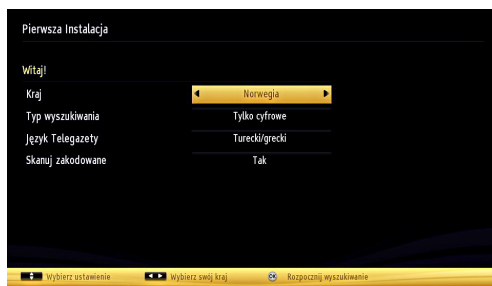 Pierwsza Instalacja
Witaj!
Kraj Norwegia
Typ wyszukiwania Tylko cyfrowe
Język Telegazety Turecki/grecki
Skanuj zakodowane Tak
Wybierz ustawienie Wybierz swój kraj OK Rozpocznij wyszukiwanie